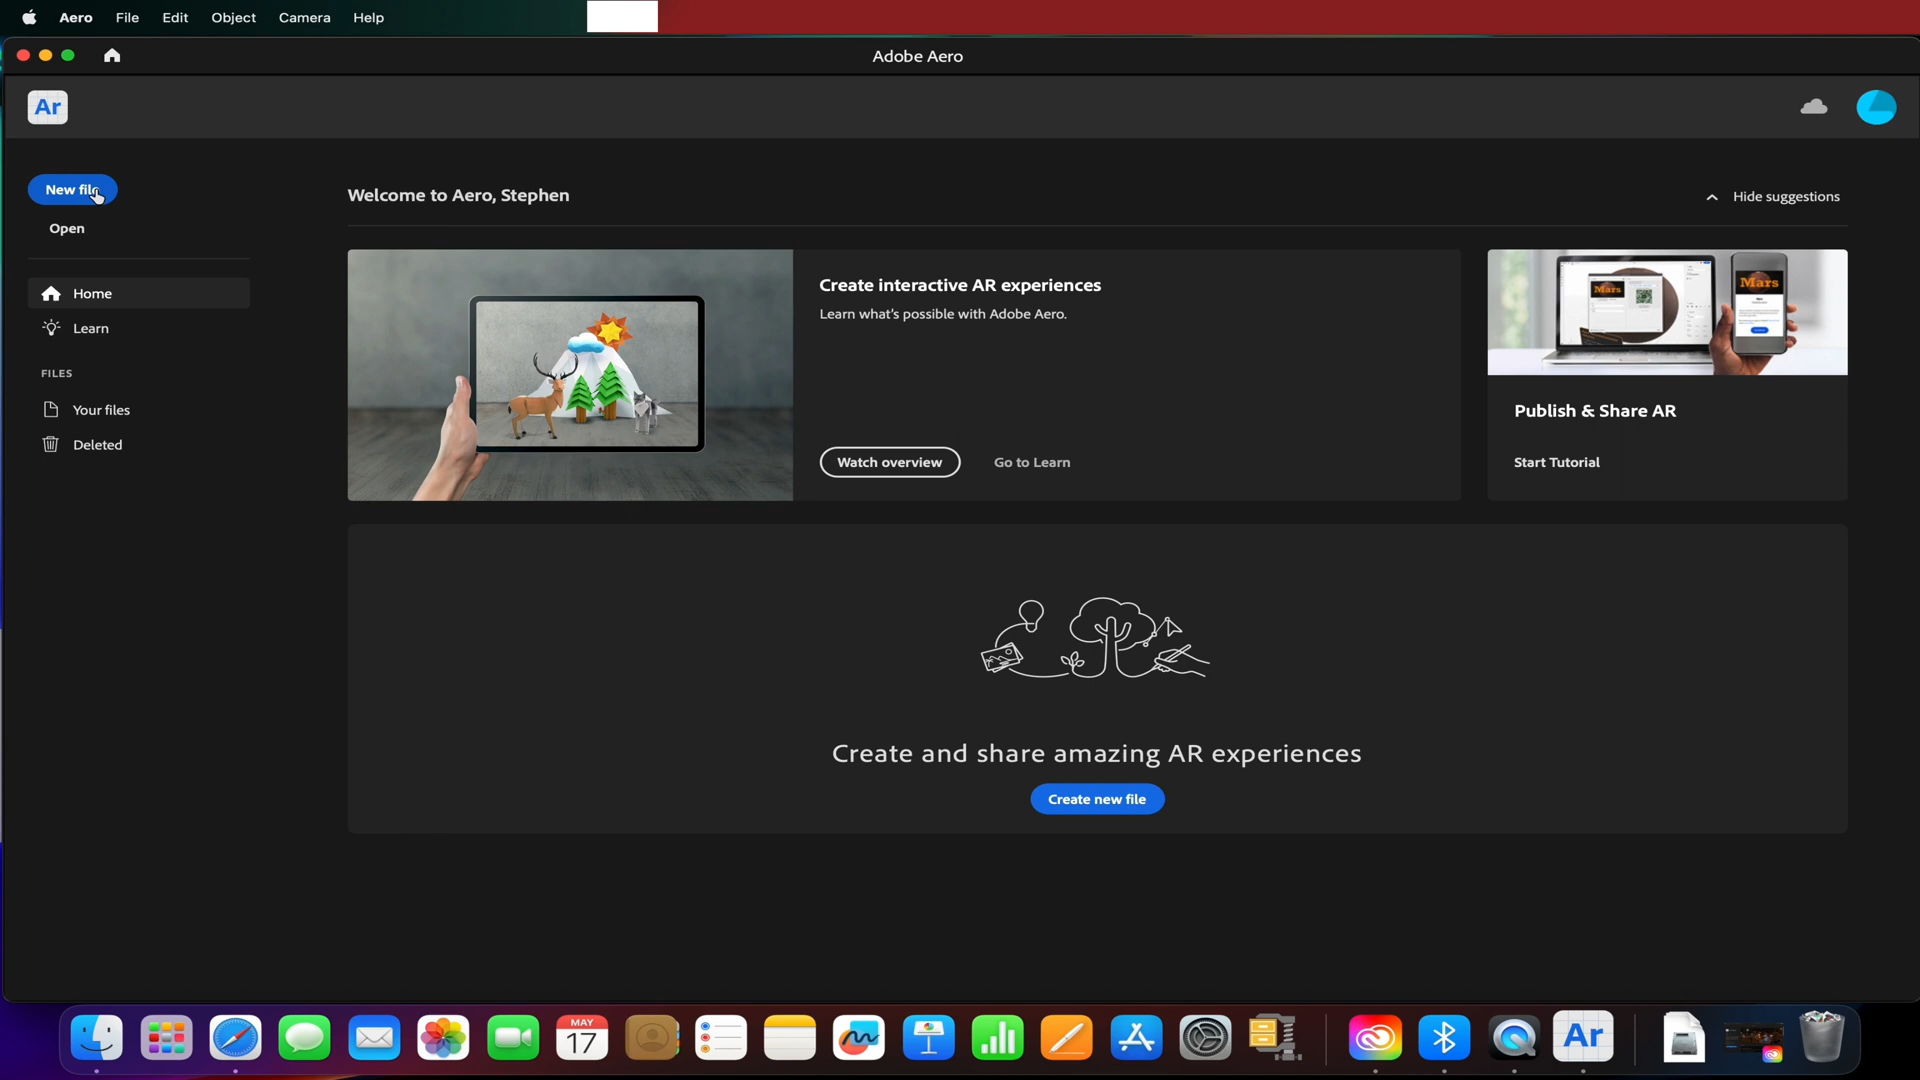 Aero File Edit Object Camera Help
Adobe Aero
Ar
New file
Open
Welcome to Aero, Stephen
Hide suggestions
Home
Learn
FILES
Your files
Deleted
Create interactive AR experiences
Learn what's possible with Adobe Aero.
Watch overview
Go to Learn
Mars
Mars
Mars
Publish & Share AR
Start Tutorial
Create and share amazing AR experiences
Create new file
MAY
17
Ar